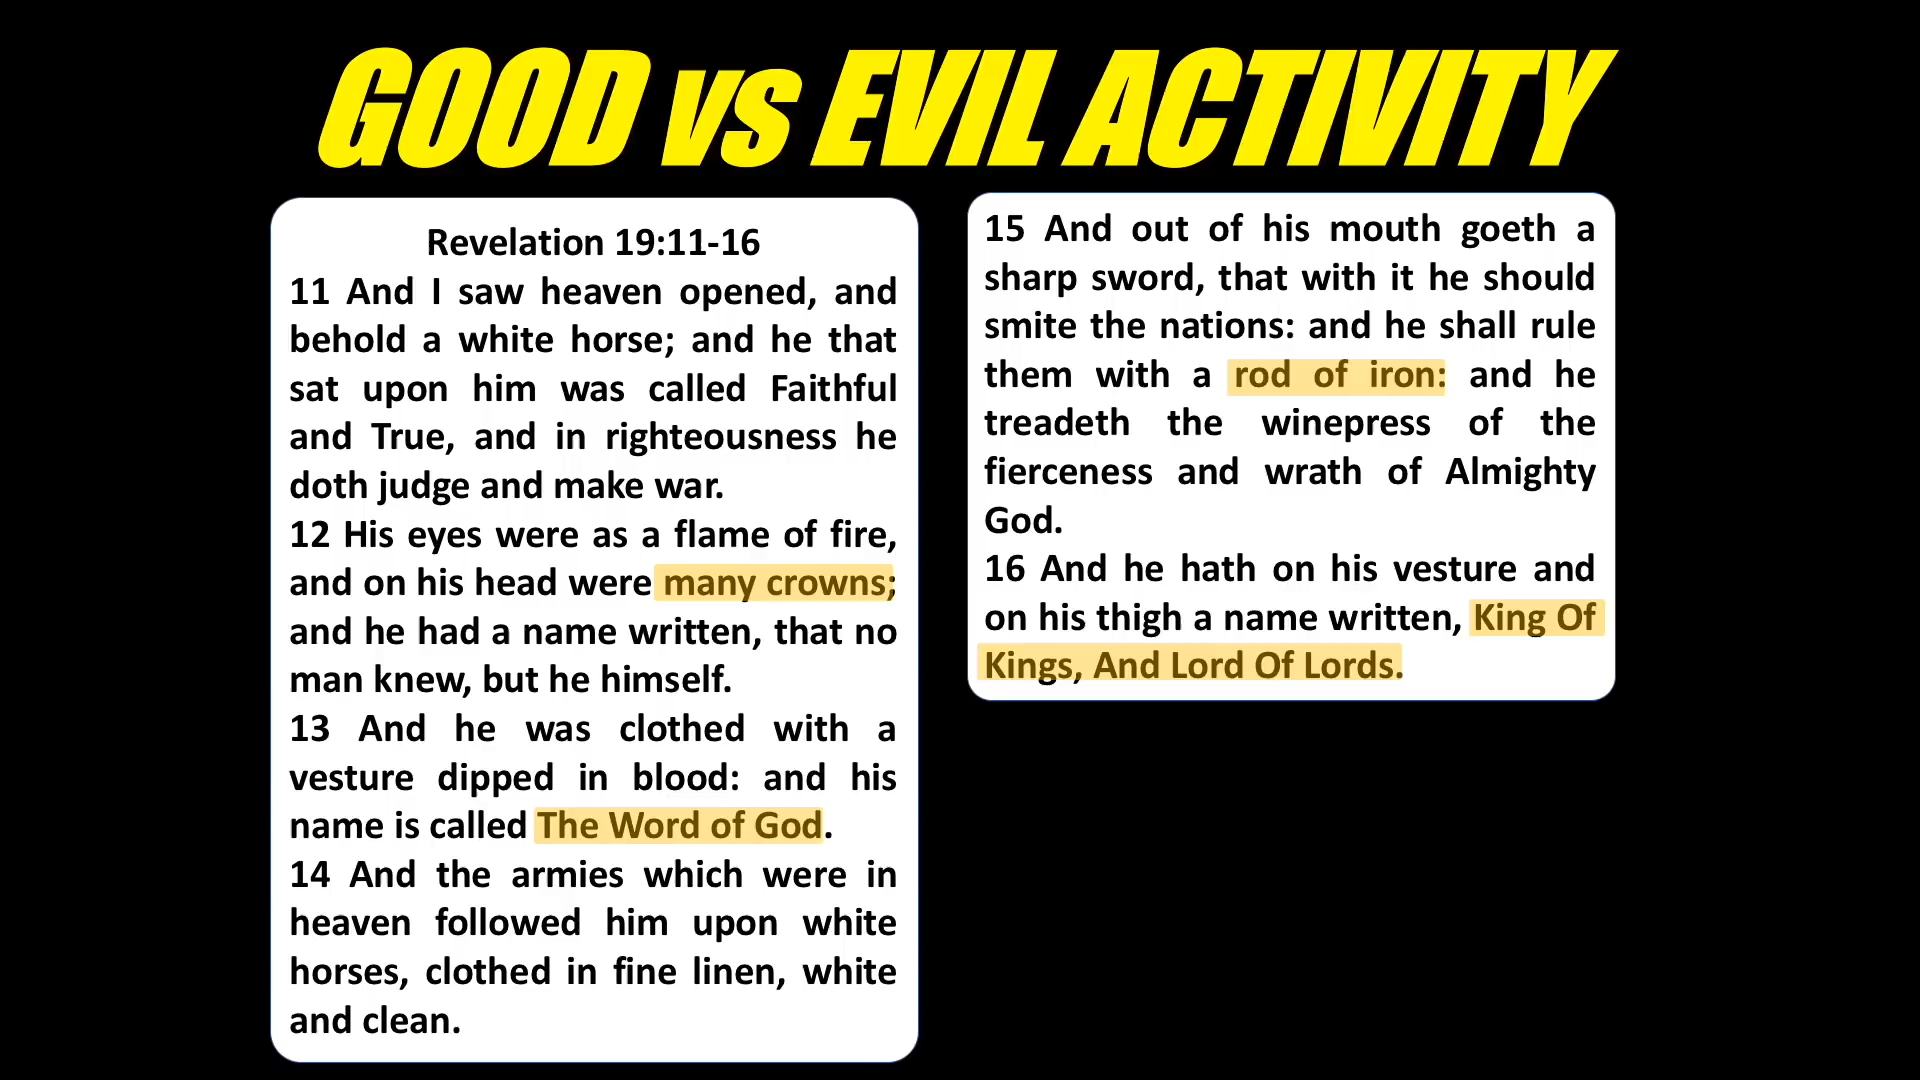 GOOD vs EVIL ACTIVITY
Revelation 19:11-16
11 And I saw heaven opened, and
behold a white horse; and he that
sat upon him was called Faithful
and True, and in righteousness he
doth judge and make war.
12 His eyes were as a flame of fire,
and on his head were many crowns;
and he had a name written, that no
man knew, but he himself.
13 And he was clothed with a
vesture dipped in blood: and his
name is called The Word of God.
14 And the armies which were in
heaven followed him upon white
horses, clothed in fine linen, white
and clean.
15 And out of his mouth goeth a
sharp sword, that with it he should
smite the nations: and he shall rule
them with a rod of iron: and he
treadeth the winepress of the
fierceness and wrath of Almighty
God.
16 And he hath on his vesture and
on his thigh a name written, King Of
Kings, And Lord Of Lords.